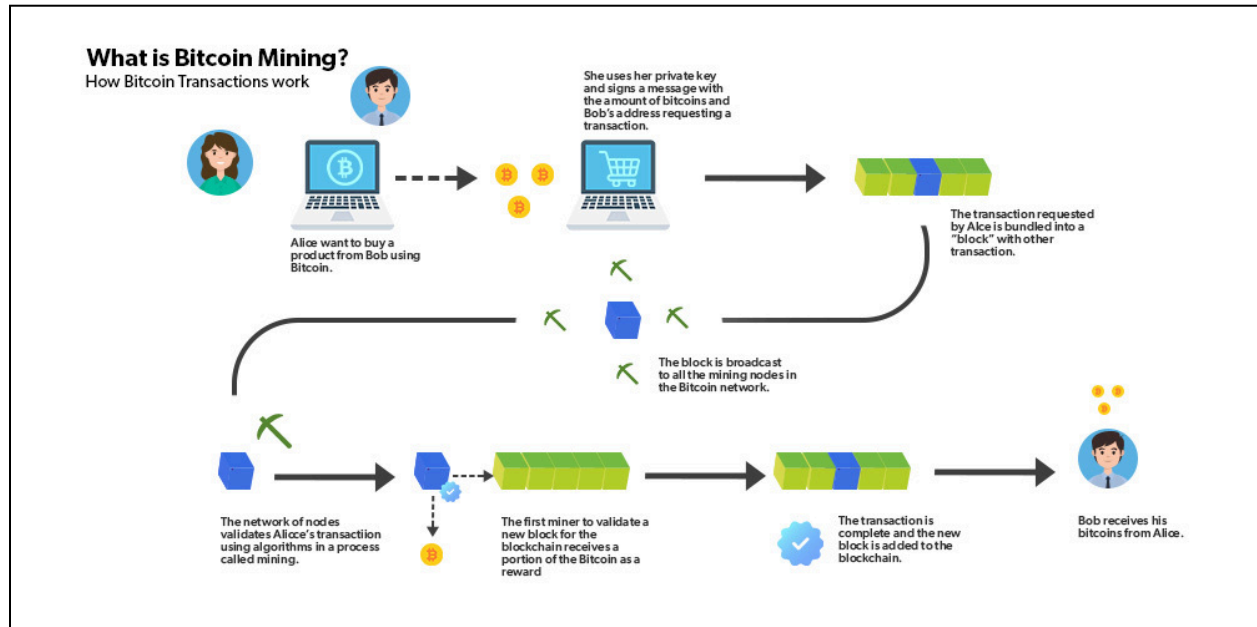 What is Bitcoin Mining?
How Bitcoin Transactions work
She uses her private key
and signs a message with
the amount of bitcoins and
Bob's address requesting a
transaction.
Alice want to buy a
product from Bob using
Bitcoin.
The transaction requested
by Alce is bundled into a
"block" with other
transaction.
The block is broadcast
to all the mining nodes in
the Bitcoin network.
The network of nodes
validates Alicce's transactiion
using algorithms in a process
called mining.
The first miner to validate a
new block for the
blockchain receives a
portion of the Bitcoin as a
reward
The transaction is
complete and the new
block is added to the
blockchain.
Bob receives his
bitcoins from Alice.